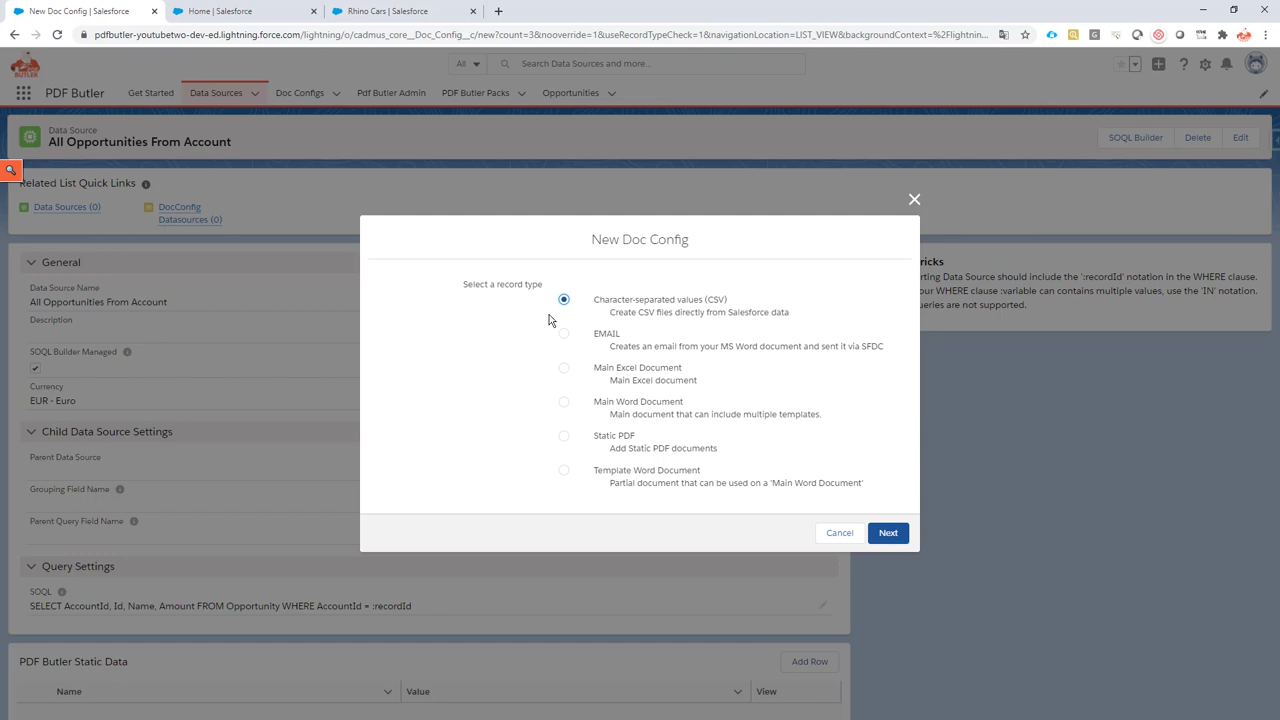 New Doc Config | Salesforce
Home | Salesforce
Rhino Cars | Salesforce
pdfbutler-youtubetwo-dev-ed.lightning.force.com/lightning/o/cadmus_core__Doc_Config__c/new?count=3&nooverride=1&useRecordTypeCheck=1&navigationLocation=LIST_VIEW&backgroundContext=%2Flightnin...
BUTLER
All
Search Data Sources and more...
PDF Butler
Get Started
Data Sources
Doc Configs
Pdf Butler Admin
PDF Butler Packs
Opportunities
Data Source
All Opportunities From Account
SOQL Builder
Delete
Edit
Related List Quick Links
Data Sources (0)
DocConfig
Datasources (0)
General
Data Source Name
All Opportunities From Account
Description
SOQL Builder Managed
Currency
EUR - Euro
Child Data Source Settings
Parent Data Source
Grouping Field Name
Parent Query Field Name
Query Settings
SOQL
SELECT AccountId, Id, Name, Amount FROM Opportunity WHERE AccountId = :recordId
PDF Butler Static Data
Add Row
Name
Value
View
ricks
rting Data Source should include the ':recordId' notation in the WHERE clause.
our WHERE clause :variable can contains multiple values, use the 'IN' notation.
ueries are not supported.
New Doc Config
Select a record type
Character-separated values (CSV)
Create CSV files directly from Salesforce data
EMAIL
Creates an email from your MS Word document and sent it via SFDC
Main Excel Document
Main Excel document
Main Word Document
Main document that can include multiple templates.
Static PDF
Add Static PDF documents
Template Word Document
Partial document that can be used on a 'Main Word Document'
Cancel
Next